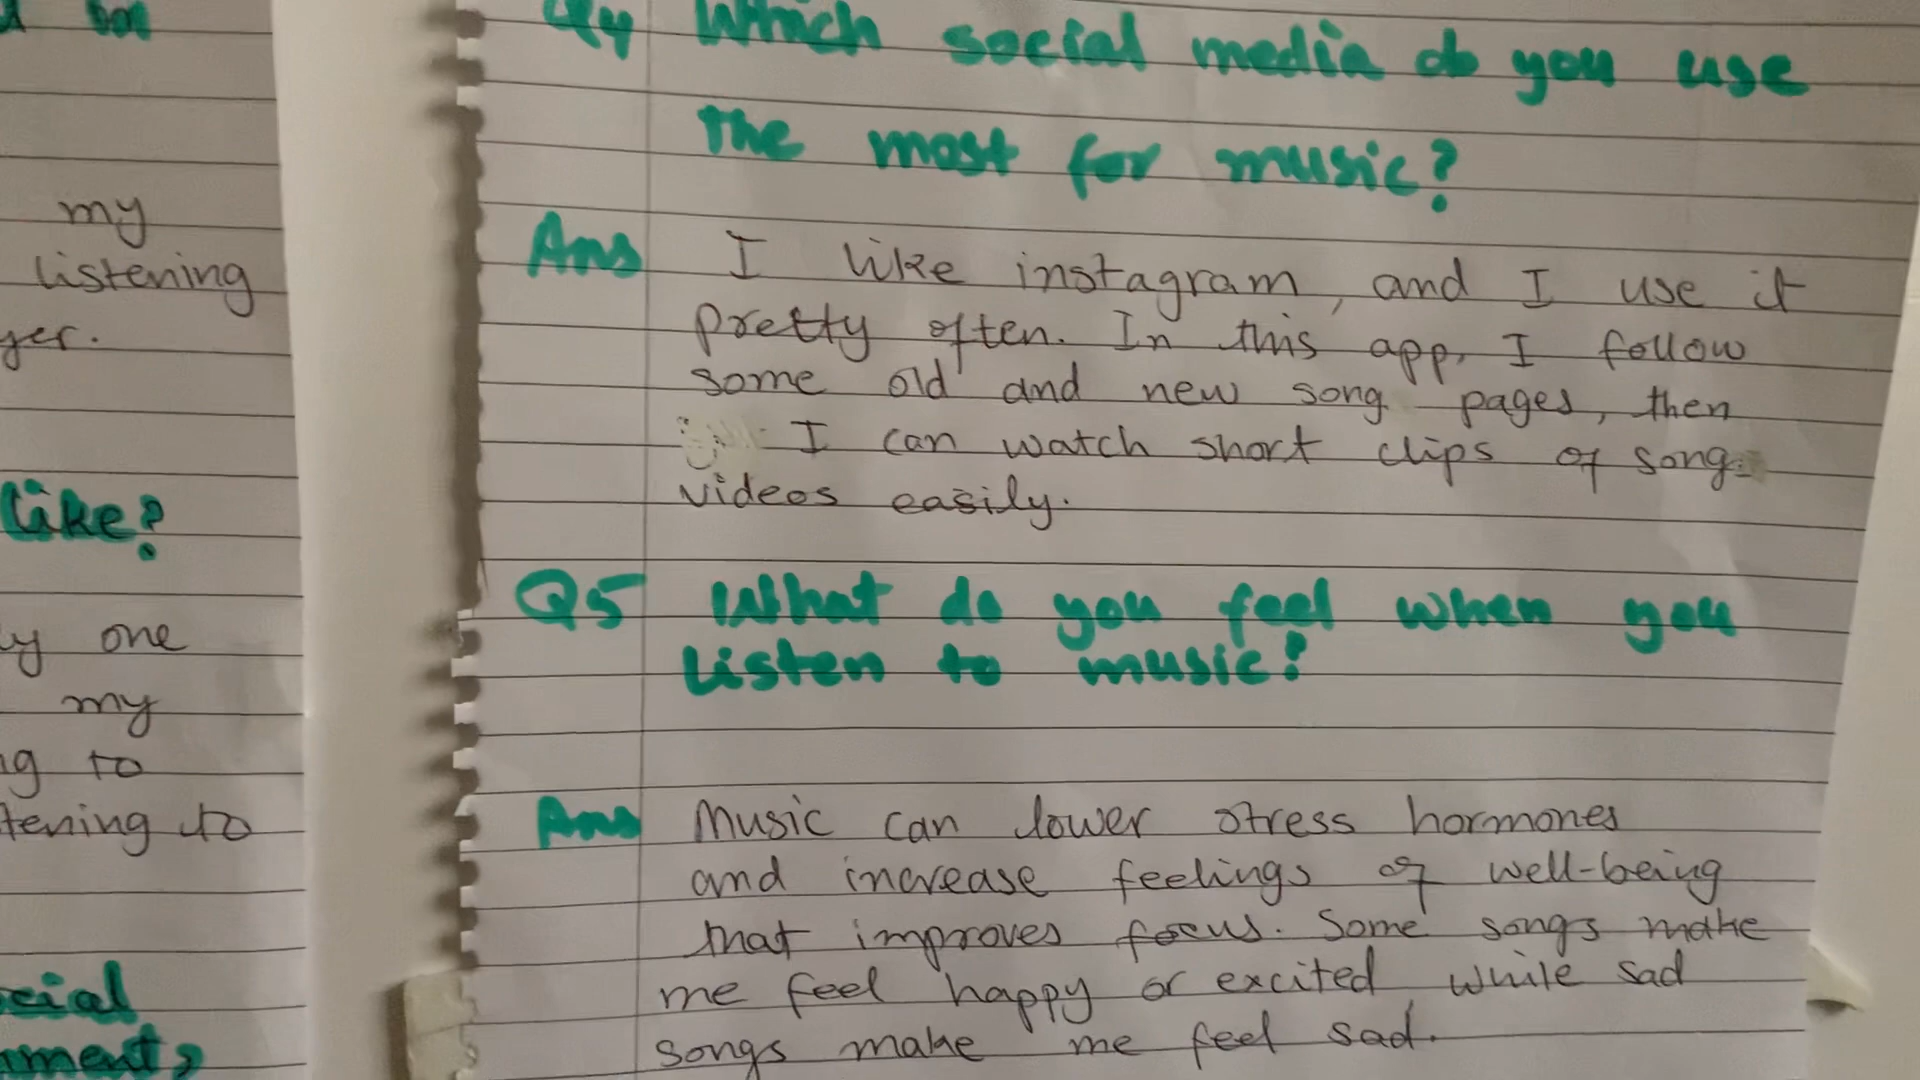 my
listening
yer.
like?
y one
my
ng to
tening to
cial
nment,
Q4 Which social media do you use
the most for music?
Ans I like instagram, and I use it
pretty often. In this app, I follow
some old and new song pages, then
I can watch short clips of song
videos easily.
Q5 What do you feel when you
listen to music?
Ans Music can lower stress hormones
and increase feelings of well-being
that improves focus. Some songs make
me feel happy or excited, while sad
songs make me feel sad.